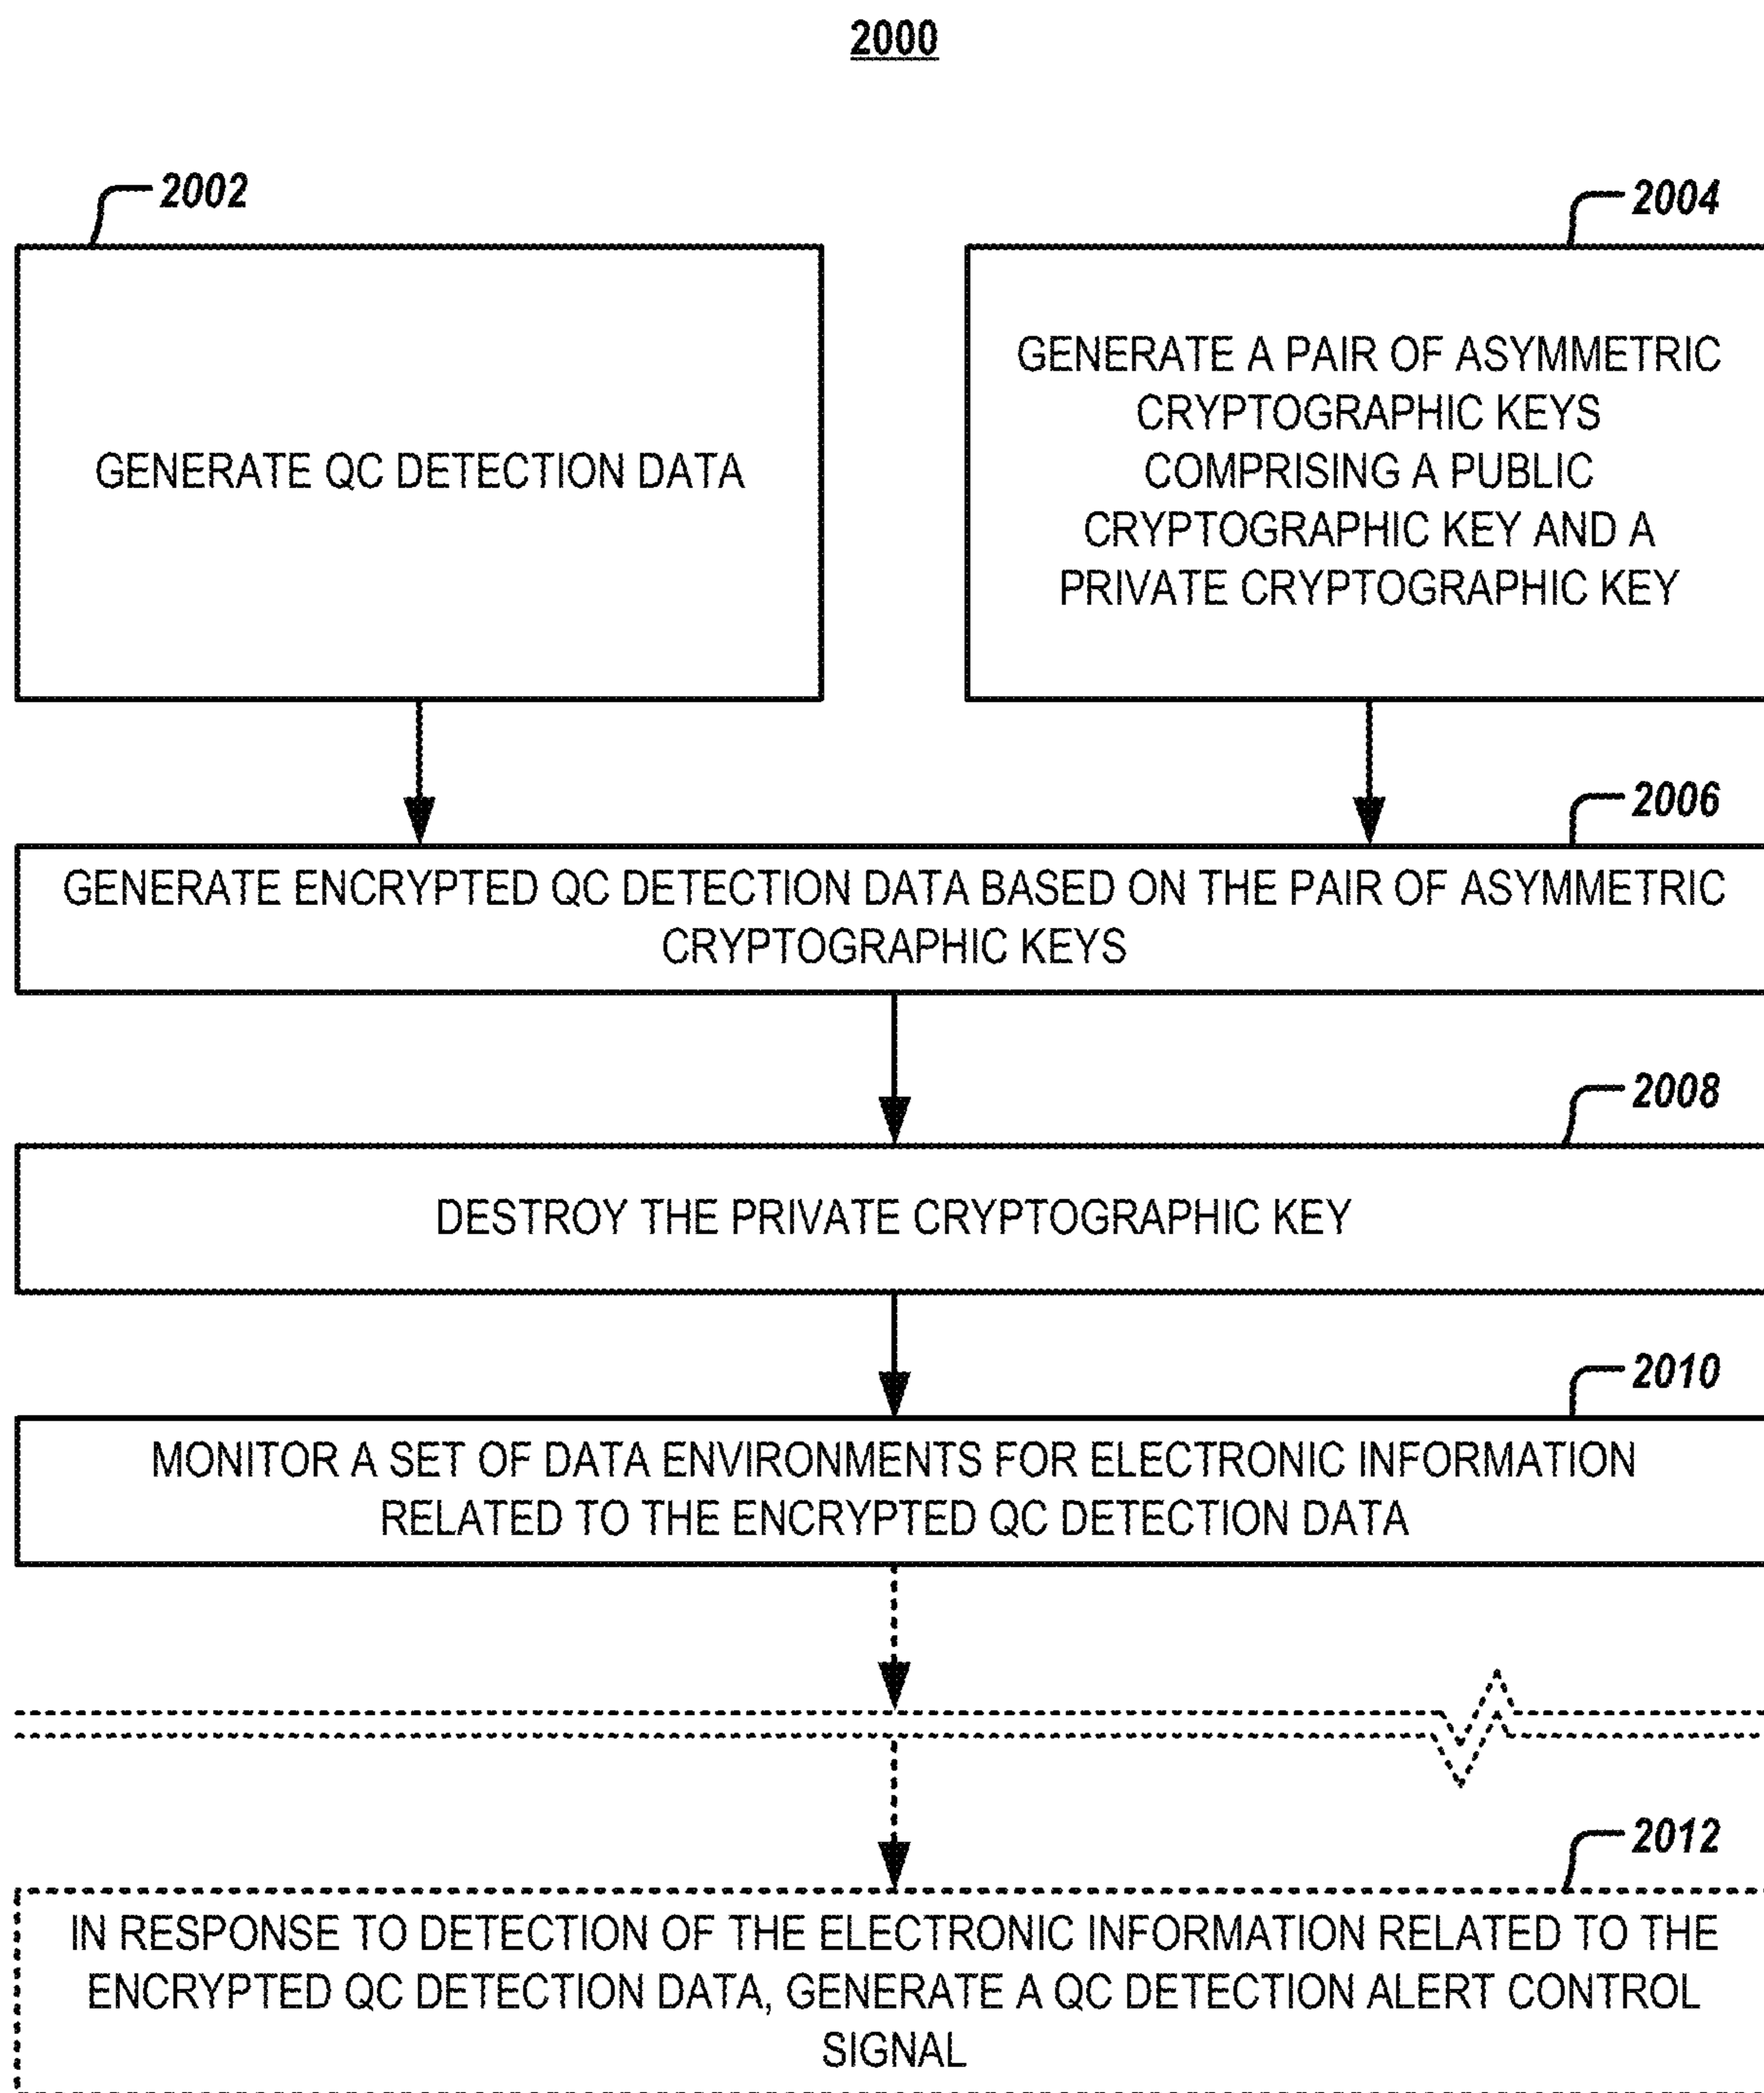 2000
2002
2004
GENERATE QC DETECTION DATA
GENERATE A PAIR OF ASYMMETRIC
CRYPTOGRAPHIC KEYS
COMPRISING A PUBLIC
CRYPTOGRAPHIC KEY AND A
PRIVATE CRYPTOGRAPHIC KEY
2006
GENERATE ENCRYPTED QC DETECTION DATA BASED ON THE PAIR OF ASYMMETRIC
CRYPTOGRAPHIC KEYS
2008
DESTROY THE PRIVATE CRYPTOGRAPHIC KEY
2010
MONITOR A SET OF DATA ENVIRONMENTS FOR ELECTRONIC INFORMATION
RELATED TO THE ENCRYPTED QC DETECTION DATA
2012
IN RESPONSE TO DETECTION OF THE ELECTRONIC INFORMATION RELATED TO THE
ENCRYPTED QC DETECTION DATA, GENERATE A QC DETECTION ALERT CONTROL
SIGNAL